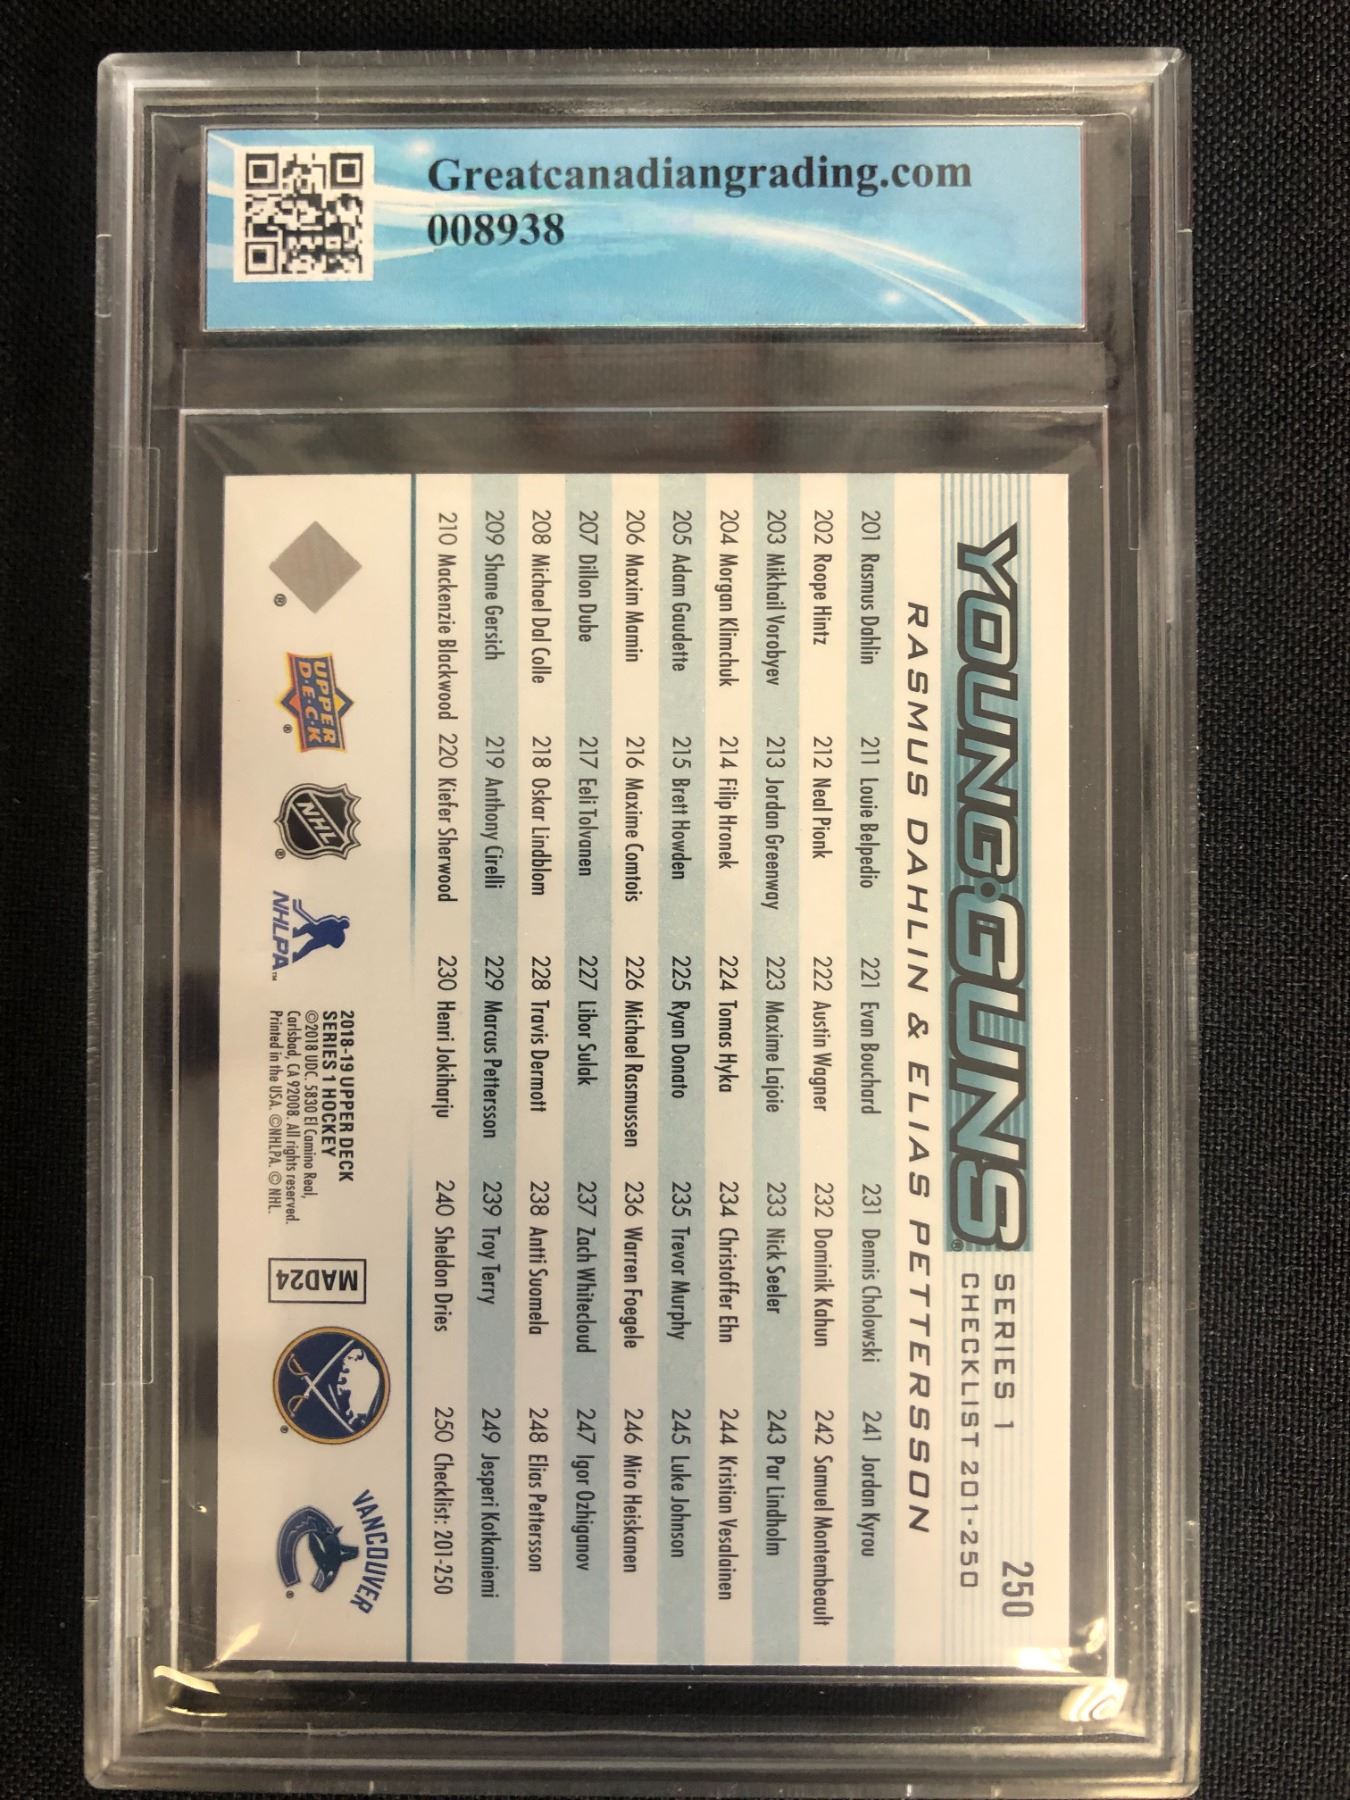 Greatcanadiangrading.com
008938
YOUNG GUNS®
SERIES 1
CHECKLIST 201-250
250
RASMUS DAHLIN & ELIAS PETTERSSON
201 Rasmus Dahlin 211 Louie Belpedio 221 Evan Bouchard 231 Dennis Cholowski 241 Jordan Kyrou
202 Roope Hintz 212 Neal Pionk 222 Austin Wagner 232 Dominik Kahun 242 Samuel Montembeault
203 Mikhail Vorobyev 213 Jordan Greenway 223 Maxime Lajoie 233 Nick Seeler 243 Par Lindholm
204 Morgan Klimchuk 214 Filip Hronek 224 Tomas Hyka 234 Christoffer Ehn 244 Kristian Vesalainen
205 Adam Gaudette 215 Brett Howden 225 Ryan Donato 235 Trevor Murphy 245 Luke Johnson
206 Maxim Mamin 216 Maxime Comtois 226 Michael Rasmussen 236 Warren Foegele 246 Miro Heiskanen
207 Dillon Dube 217 Eeli Tolvanen 227 Libor Sulak 237 Zach Whitecloud 247 Igor Ozhiganov
208 Michael Dal Colle 218 Oskar Lindblom 228 Travis Dermott 238 Antti Suomela 248 Elias Pettersson
209 Shane Gersich 219 Anthony Cirelli 229 Marcus Pettersson 239 Troy Terry 249 Jesperi Kotkaniemi
210 Mackenzie Blackwood 220 Kiefer Sherwood 230 Henri Jokiharju 240 Sheldon Dries 250 Checklist: 201-250
®
UPPER
D·E·C·K
®
NHL
®
NHLPA™
2018-19 UPPER DECK
SERIES 1 HOCKEY
©2018 UDC. 5830 El Camino Real,
Carlsbad, CA 92008. All rights reserved.
Printed in the USA. ©NHLPA. © NHL.
MAD24
®
VANCOUVER
®